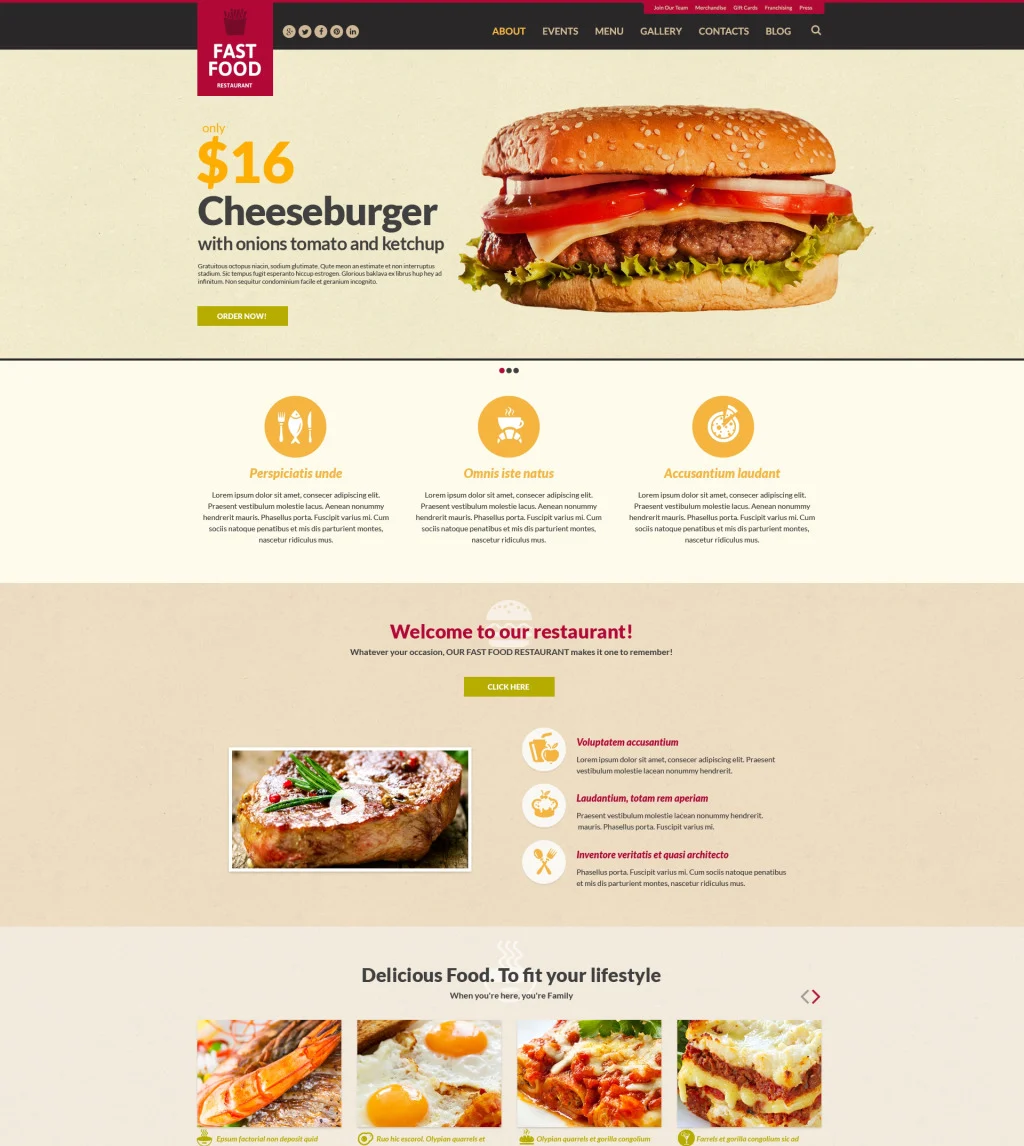 Join Our Team Merchandise Gift Cards Franchising Press
FAST
FOOD
RESTAURANT
ABOUT EVENTS MENU GALLERY CONTACTS BLOG
only
$16
Cheeseburger
with onions tomato and ketchup
Gratuitous octopus niacin, sodium glutimate. Qute meon an estimate et non interruptus
stadium. Sic tempus fugit esperanto hiccup estrogen. Glorious baklava ex librus hup hey ad
infinitum. Non sequitur condominium facile et geranium incognito.
ORDER NOW!
Perspiciatis unde
Lorem ipsum dolor sit amet, consecer adipiscing elit.
Praesent vestibulum molestie lacus. Aenean nonummy
hendrerit mauris. Phasellus porta. Fuscipit varius mi. Cum
sociis natoque penatibus et mis dis parturient montes,
nascetur ridiculus mus.
Omnis iste natus
Lorem ipsum dolor sit amet, consecer adipiscing elit.
Praesent vestibulum molestie lacus. Aenean nonummy
hendrerit mauris. Phasellus porta. Fuscipit varius mi. Cum
sociis natoque penatibus et mis dis parturient montes,
nascetur ridiculus mus.
Accusantium laudant
Lorem ipsum dolor sit amet, consecer adipiscing elit.
Praesent vestibulum molestie lacus. Aenean nonummy
hendrerit mauris. Phasellus porta. Fuscipit varius mi. Cum
sociis natoque penatibus et mis dis parturient montes,
nascetur ridiculus mus.
Welcome to our restaurant!
Whatever your occasion, OUR FAST FOOD RESTAURANT makes it one to remember!
CLICK HERE
Voluptatem accusantium
Lorem ipsum dolor sit amet, consecer adipiscing elit. Praesent
vestibulum molestie lacean nonummy hendrerit.
Laudantium, totam rem aperiam
Praesent vestibulum molestie lacean nonummy hendrerit.
mauris. Phasellus porta. Fuscipit varius mi.
Inventore veritatis et quasi architecto
Phasellus porta. Fuscipit varius mi. Cum sociis natoque penatibus
et mis dis parturient montes, nascetur ridiculus mus.
Delicious Food. To fit your lifestyle
When you're here, you're Family
Epsum factorial non deposit quid
Ruo hic escorol. Olypian quarrels et
Olypian quarrels et gorilla congolium
Farrels et gorilla congolium sic ad